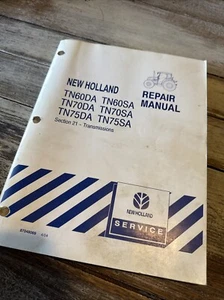 NEW HOLLAND
TN60DA TN60SA
TN70DA TN70SA
TN75DA TN75SA
Section 21 - Transmissions
REPAIR
MANUAL
NEW HOLLAND
SERVICE